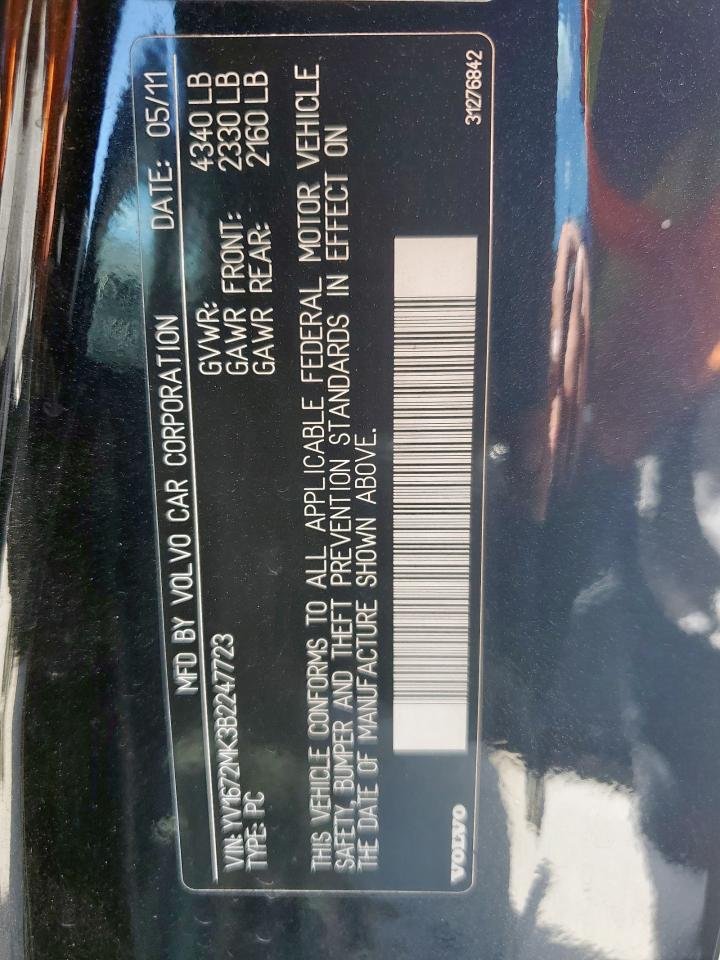 MFD BY VOLVO CAR CORPORATION DATE: 05/11
VIN: YV1672MK3B2247723 GVWR: 4340 LB
TYPE: PC GAWR FRONT: 2330 LB
GAWR REAR: 2160 LB
THIS VEHICLE CONFORMS TO ALL APPLICABLE FEDERAL MOTOR VEHICLE
SAFETY, BUMPER AND THEFT PREVENTION STANDARDS IN EFFECT ON
THE DATE OF MANUFACTURE SHOWN ABOVE.
VOLVO 31276842